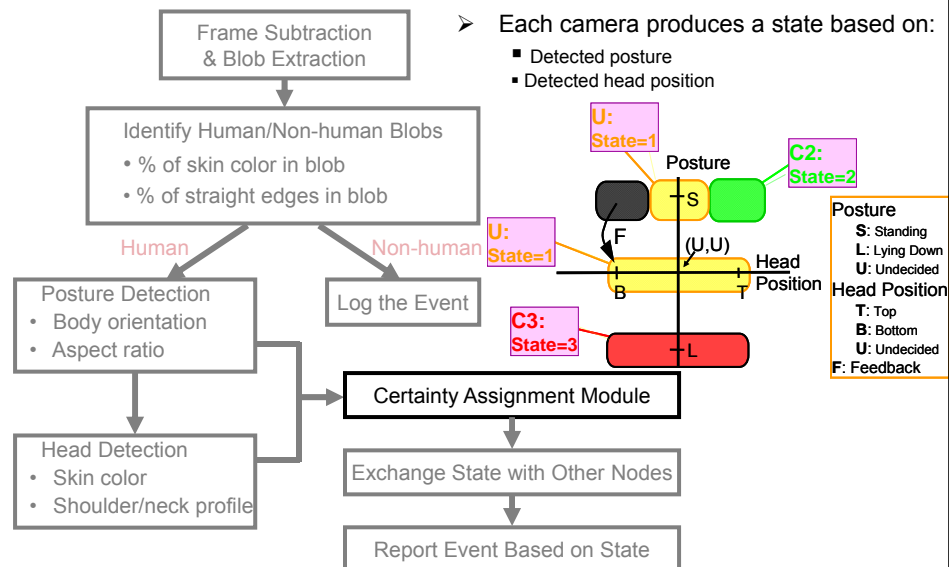 Frame Subtraction
& Blob Extraction
Identify Human/Non-human Blobs
• % of skin color in blob
• % of straight edges in blob
Human
Non-human
Posture Detection
• Body orientation
• Aspect ratio
Log the Event
Head Detection
• Skin color
• Shoulder/neck profile
Certainty Assignment Module
Exchange State with Other Nodes
Report Event Based on State
➢ Each camera produces a state based on:
▪ Detected posture
▪ Detected head position
U:
State=1
Posture
C2:
State=2
S
F
U:
State=1
(U,U)
Head
Position
B
T
C3:
State=3
L
Posture
S: Standing
L: Lying Down
U: Undecided
Head Position
T: Top
B: Bottom
U: Undecided
F: Feedback